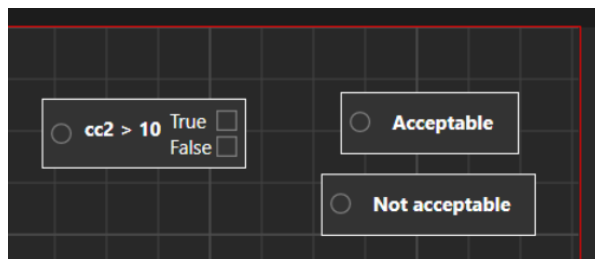 cc2 > 10
True
False
Acceptable
Not acceptable